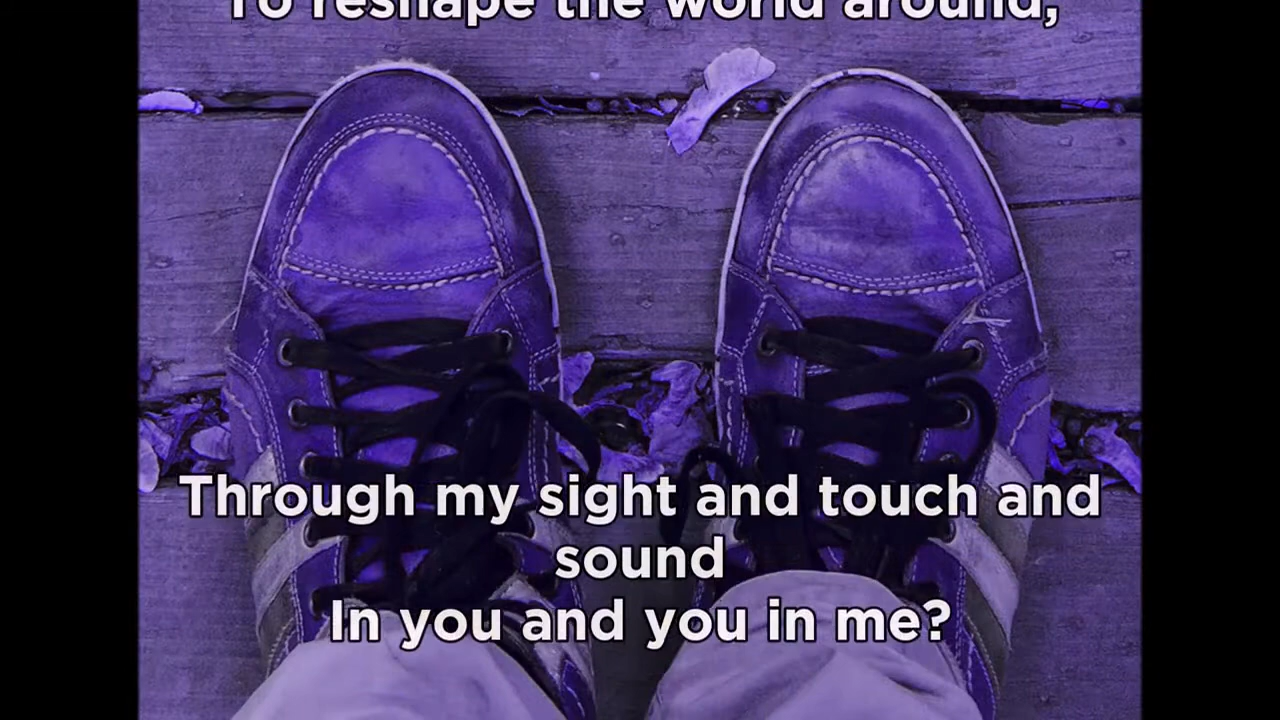 To reshape the world around,
Through my sight and touch and
sound
In you and you in me?